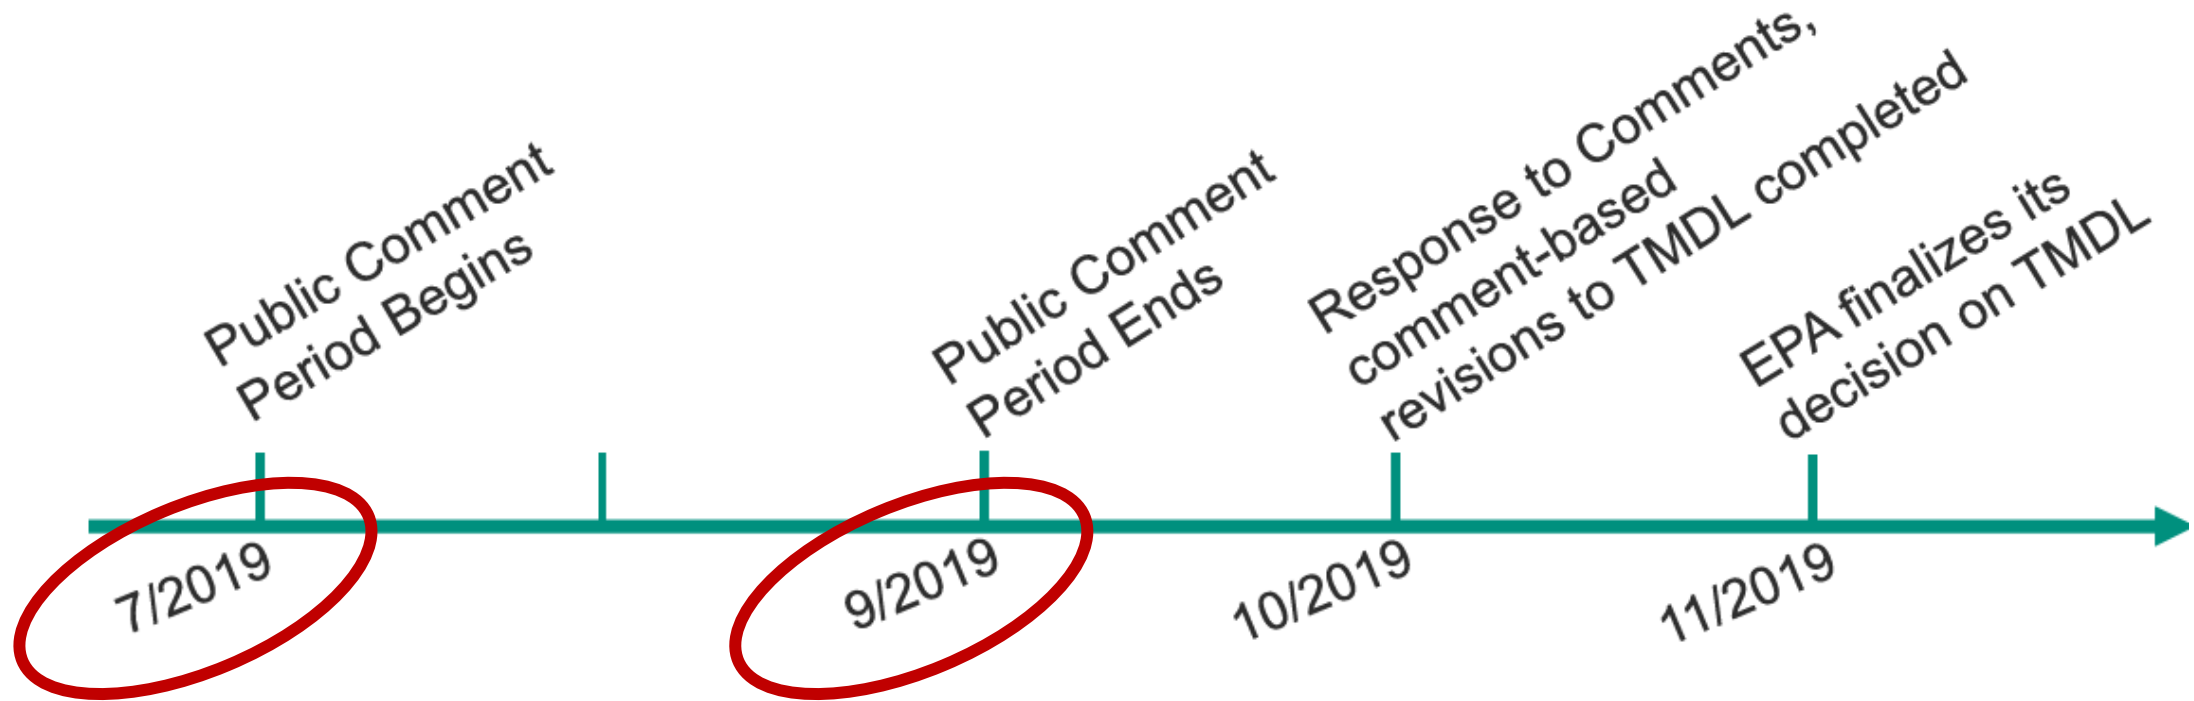 Public Comment
Period Begins
Public Comment
Period Ends
Response to Comments,
comment-based
revisions to TMDL completed
EPA finalizes its
decision on TMDL
7/2019
9/2019
10/2019
11/2019